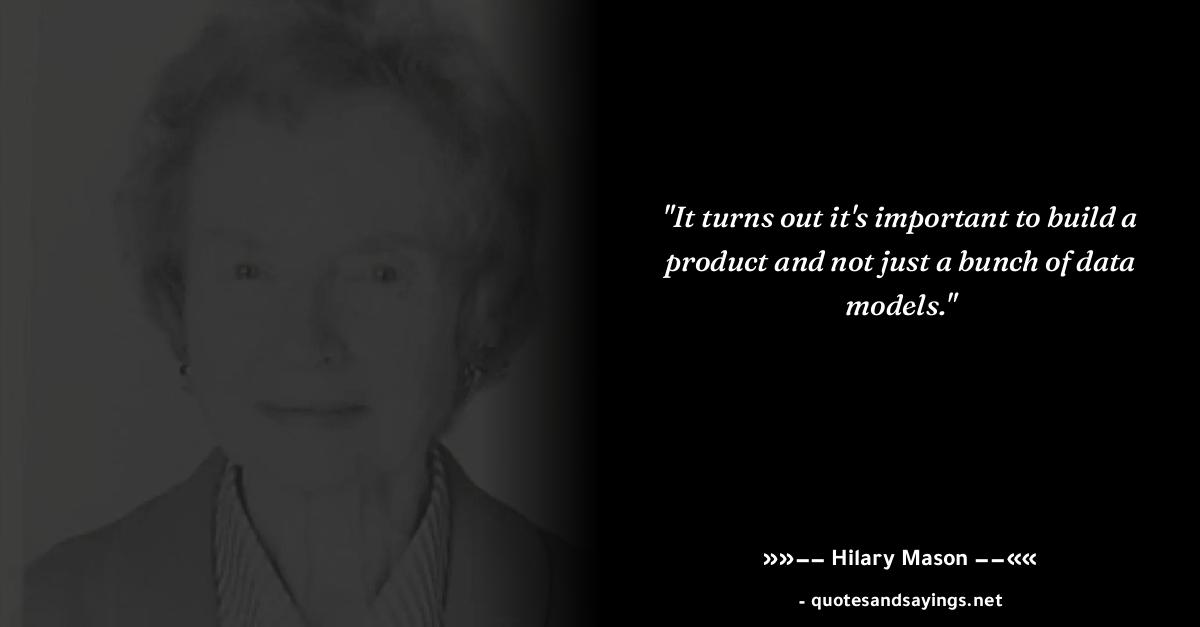 "It turns out it's important to build a
product and not just a bunch of data
models."
»»−− Hilary Mason −−««
- quotesandsayings.net